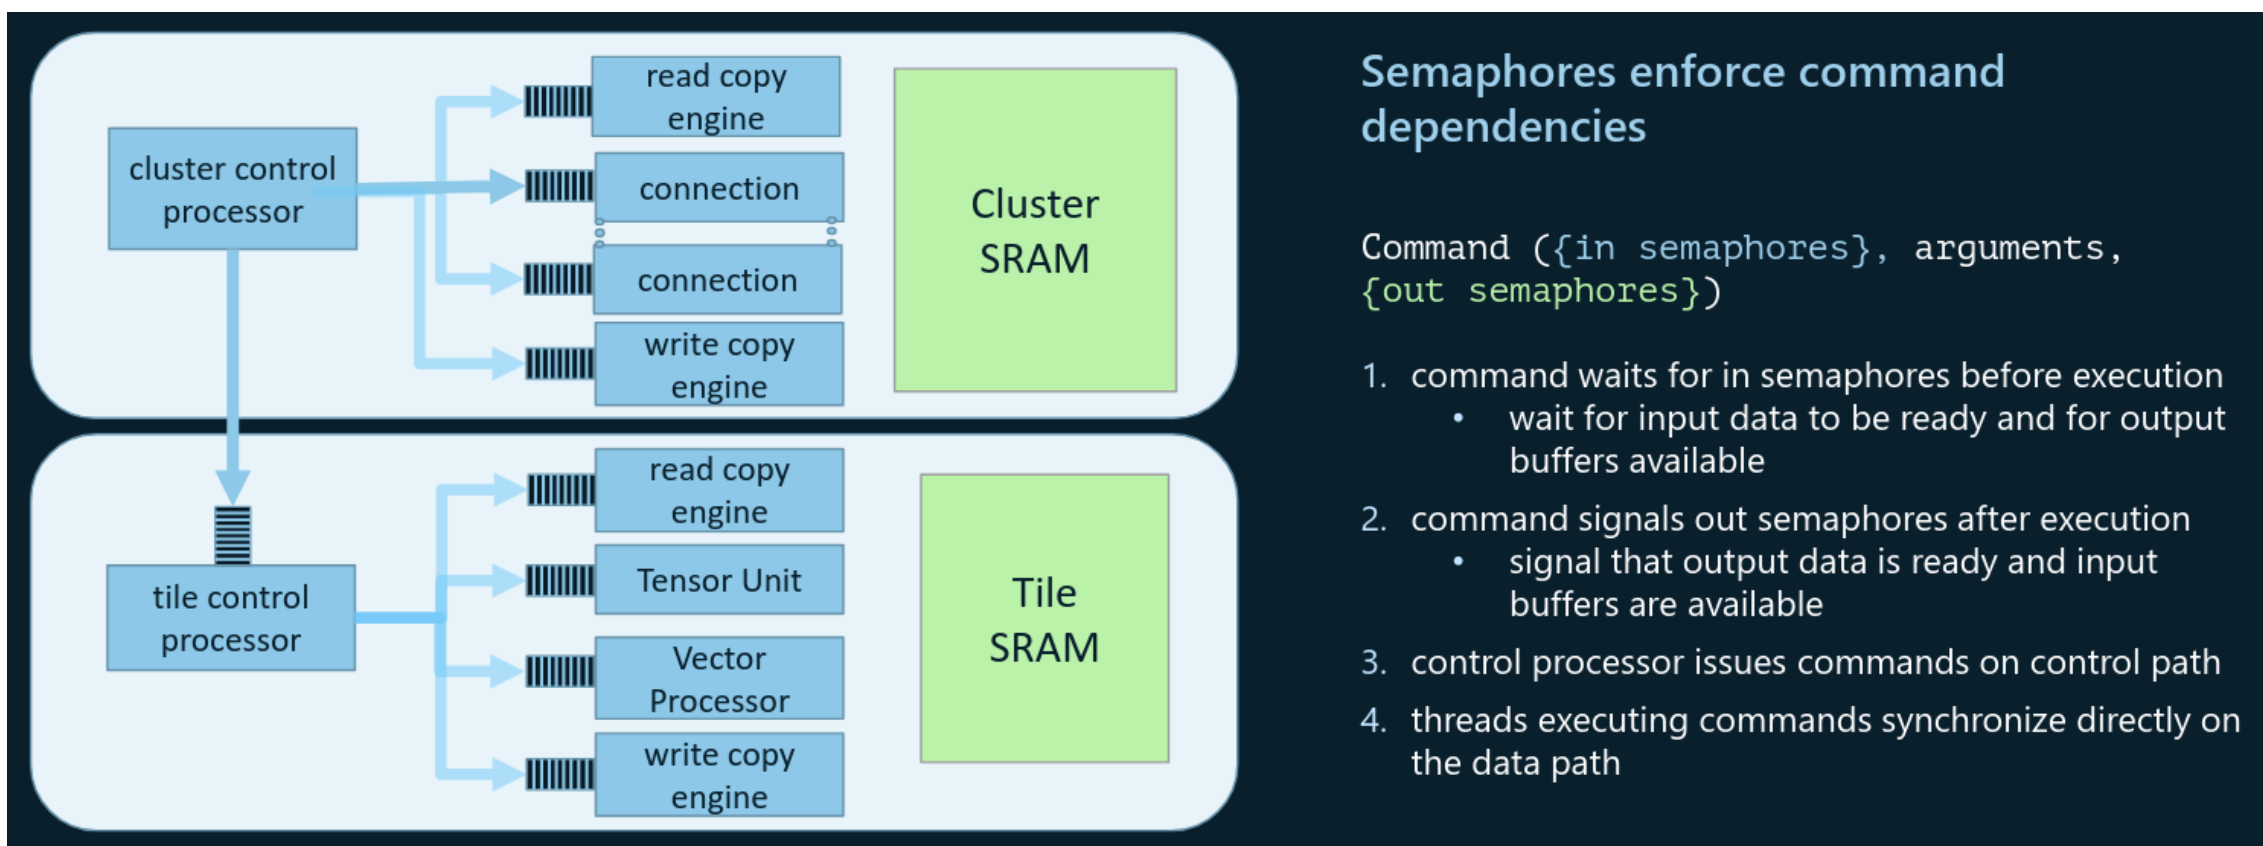 read copy
engine
cluster control
processor
connection
connection
write copy
engine
Cluster
SRAM
read copy
engine
tile control
processor
Tensor Unit
Vector
Processor
write copy
engine
Tile
SRAM
Semaphores enforce command
dependencies
Command ({in semaphores}, arguments,
{out semaphores})
1. command waits for in semaphores before execution
• wait for input data to be ready and for output
buffers available
2. command signals out semaphores after execution
• signal that output data is ready and input
buffers are available
3. control processor issues commands on control path
4. threads executing commands synchronize directly on
the data path